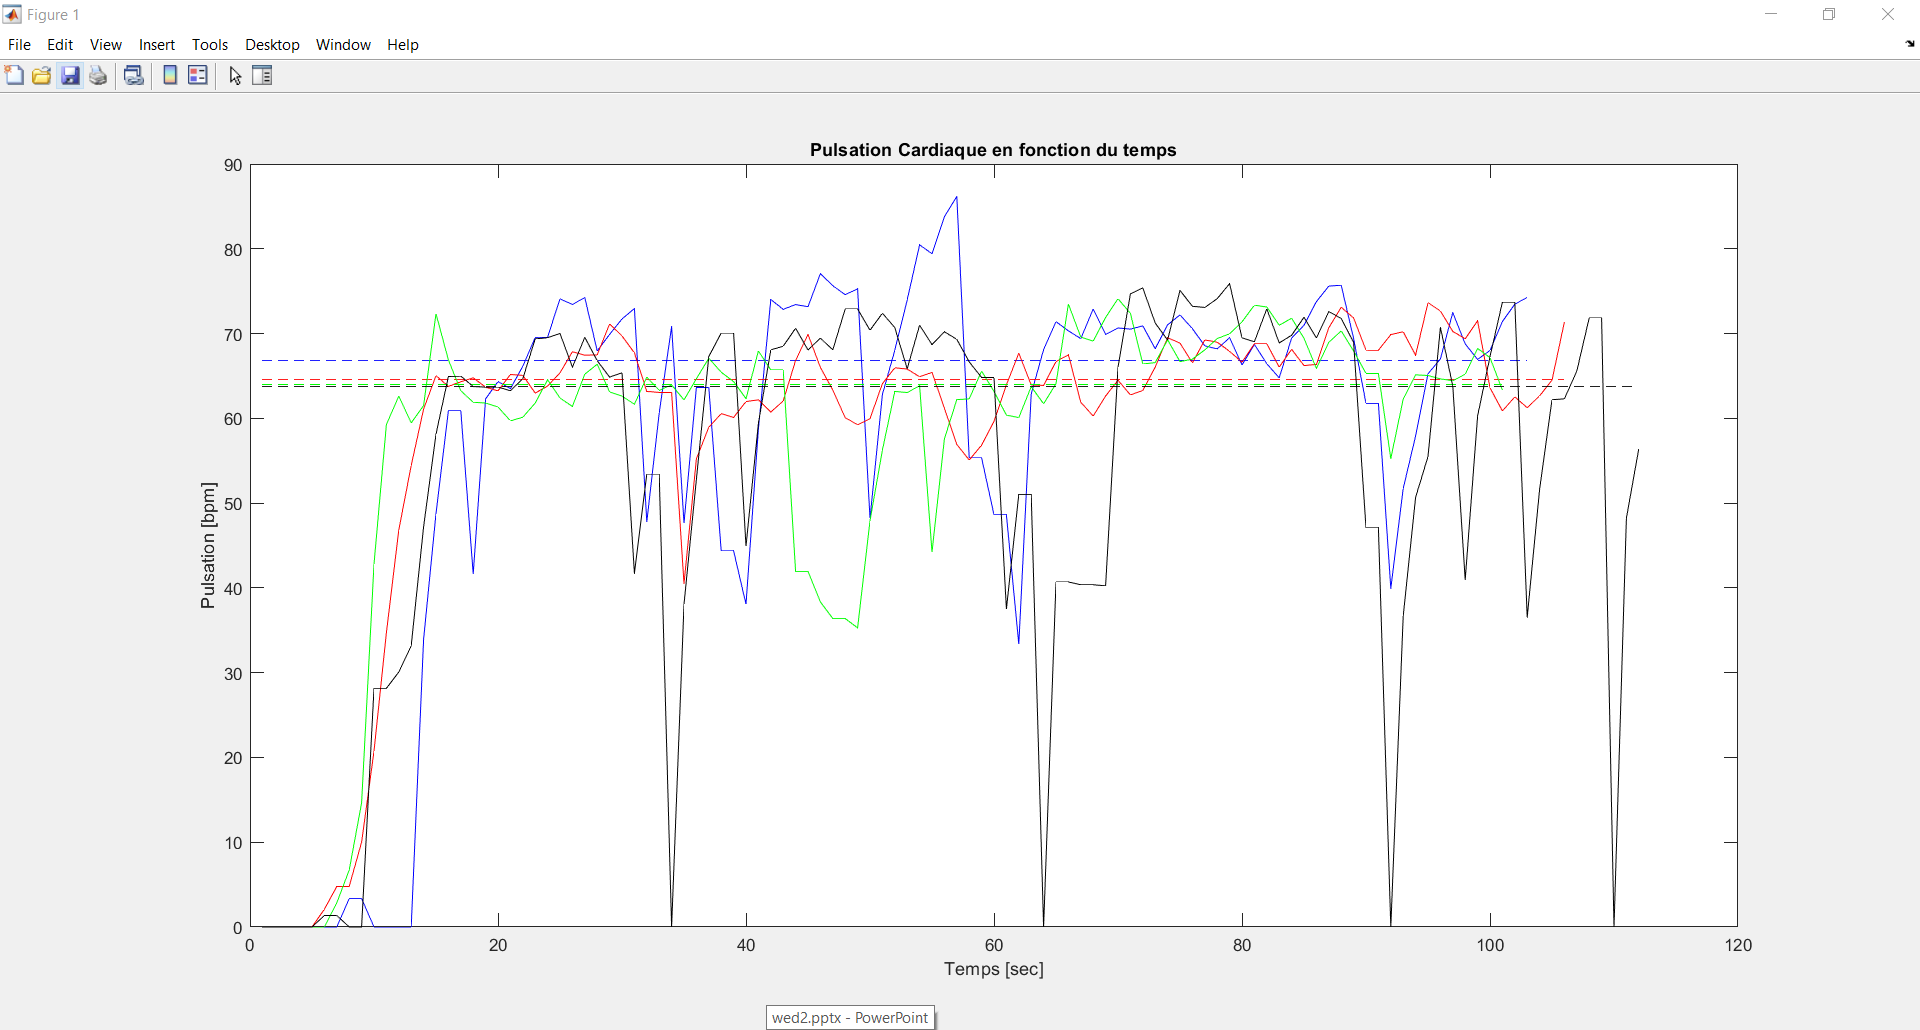 Figure 1
File Edit View Insert Tools Desktop Window Help
Pulsation Cardiaque en fonction du temps
90
80
70
60
50
40
30
20
10
0
Pulsation [bpm]
0 20 40 60 80 100 120
Temps [sec]
wed2.pptx - PowerPoint